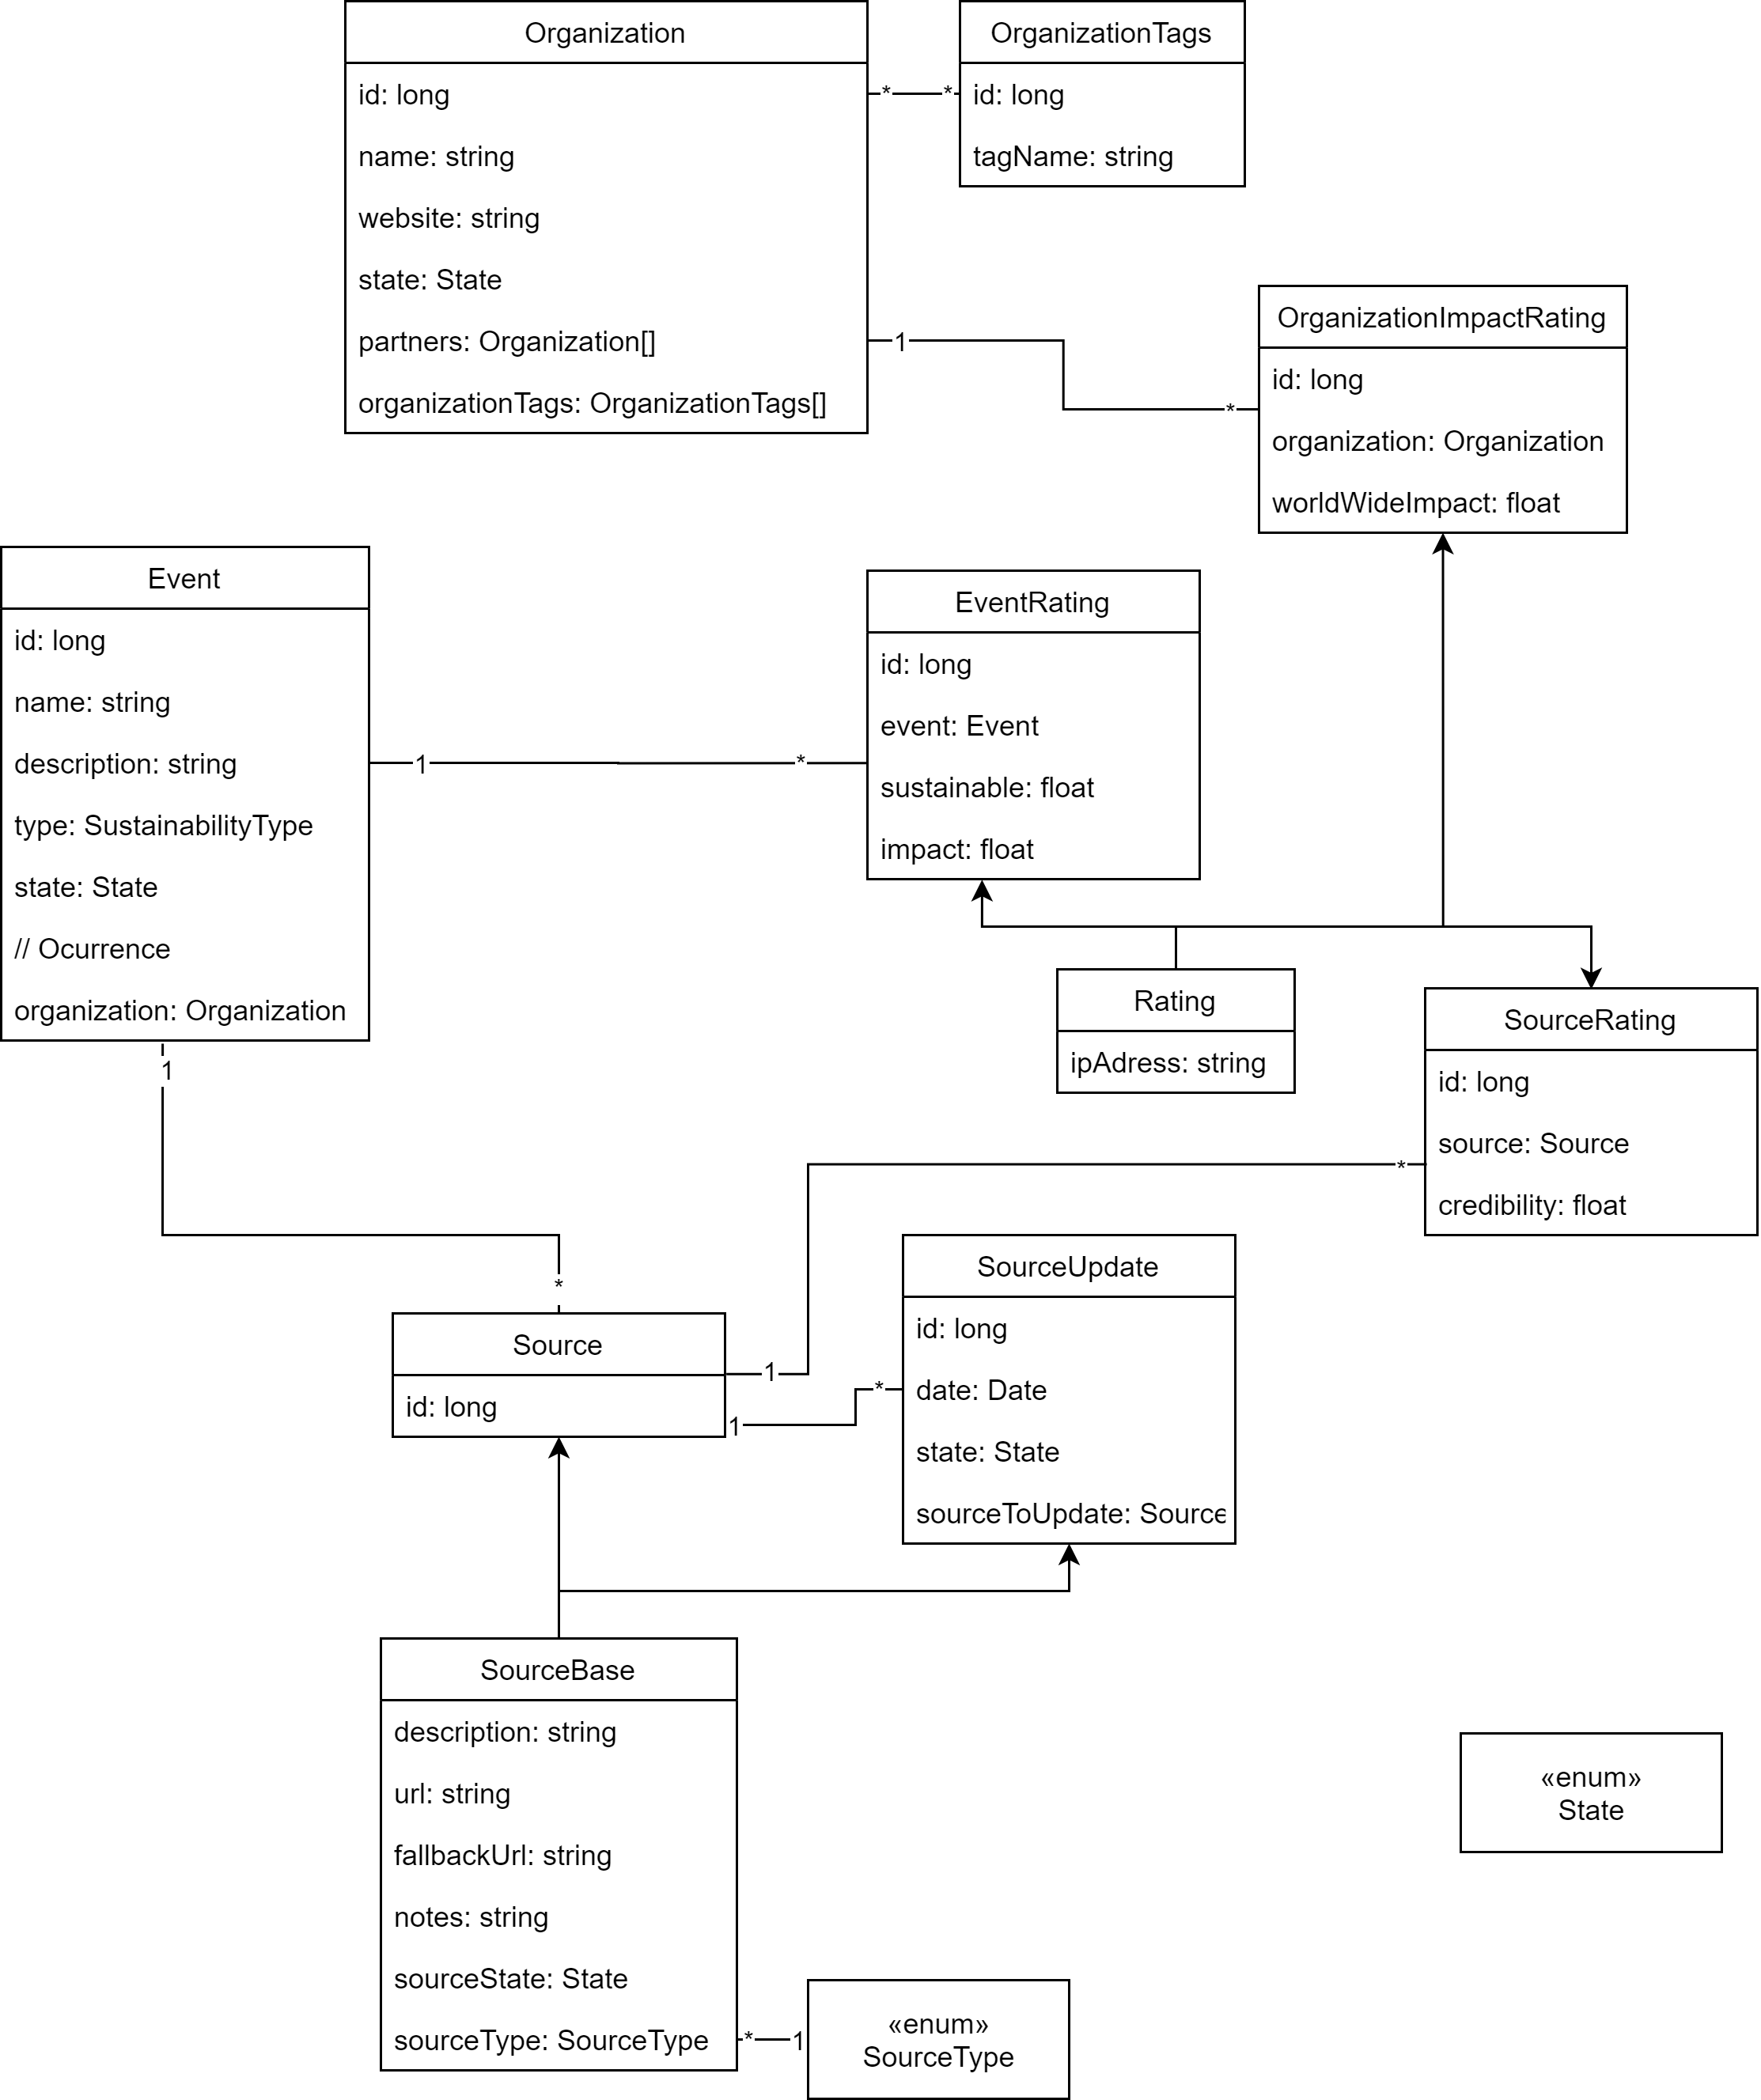 Organization
id: long
name: string
website: string
state: State
partners: Organization[]
organizationTags: OrganizationTags[]
*
*
OrganizationTags
id: long
tagName: string
1
*
OrganizationImpactRating
id: long
organization: Organization
worldWideImpact: float
Event
id: long
name: string
description: string
type: SustainabilityType
state: State
// Ocurrence
organization: Organization
1
*
EventRating
id: long
event: Event
sustainable: float
impact: float
Rating
ipAdress: string
SourceRating
id: long
source: Source
credibility: float
1
*
*
Source
id: long
1
1
*
SourceUpdate
id: long
date: Date
state: State
sourceToUpdate: Source
SourceBase
description: string
url: string
fallbackUrl: string
notes: string
sourceState: State
sourceType: SourceType
*
1
«enum»
SourceType
«enum»
State